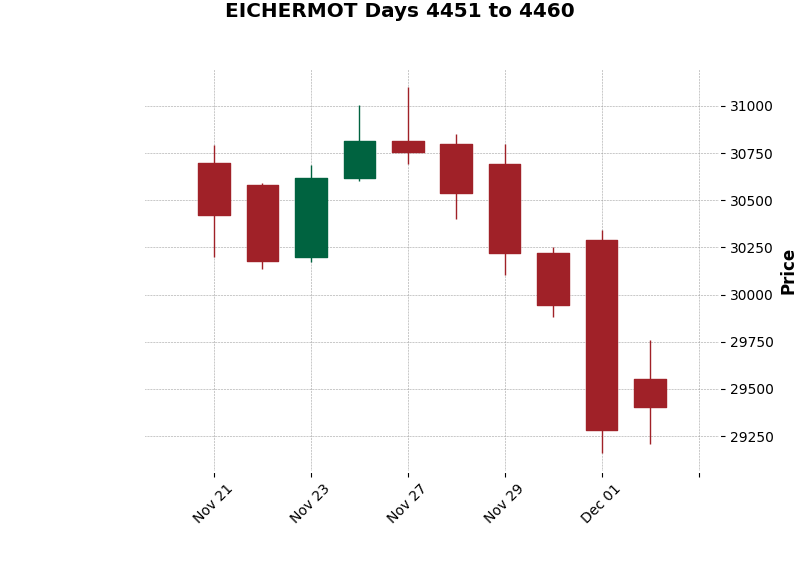 EICHERMOT Days 4451 to 4460
31000
30750
30500
30250
30000
29750
29500
29250
Price
Nov 21
Nov 23
Nov 27
Nov 29
Dec 01